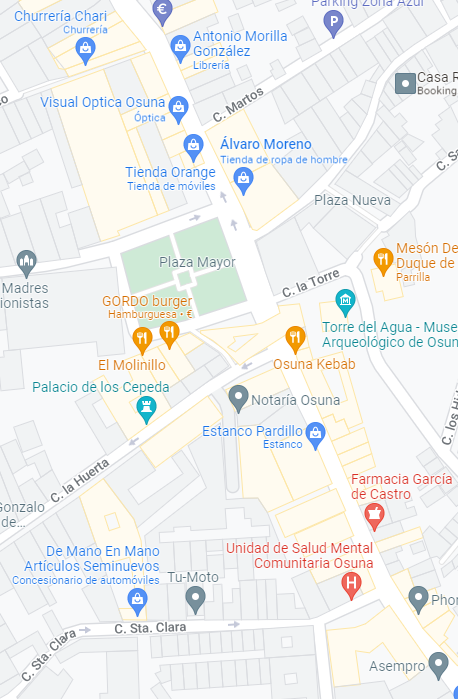 Parking Zona Azul
Churrería Chari
Churrería
Antonio Morilla
González
Librería
Casa R
Booking
Visual Optica Osuna
Óptica
C. Martos
Álvaro Moreno
Tienda de ropa de hombre
Tienda Orange
Tienda de móviles
Plaza Nueva
Plaza Mayor
Mesón De
Duque de
Parrilla
Madres
ionistas
C. la Torre
GORDO burger
Hamburguesa • €
Torre del Agua - Muse
Arqueológico de Osun
El Molinillo
Osuna Kebab
Palacio de los Cepeda
Notaría Osuna
Estanco Pardillo
Estanco
C. la Huerta
Farmacia García
de Castro
Gonzalo
de...
De Mano En Mano
Artículos Seminuevos
Concesionario de automóviles
Unidad de Salud Mental
Comunitaria Osuna
Tu-Moto
Phor
C. Sta. Clara
C. Sta. Clara
Asempro